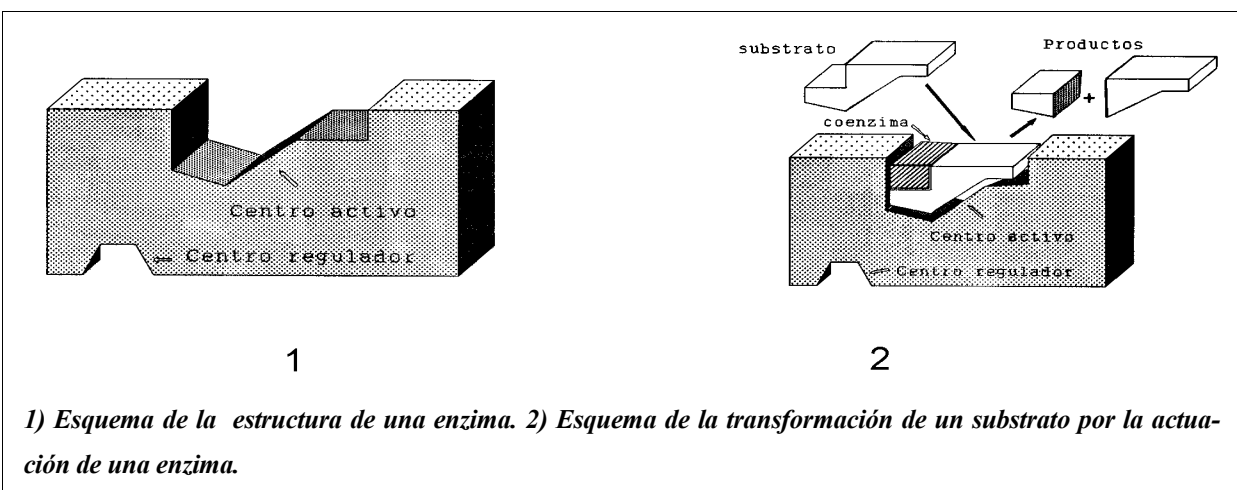 Centro activo
Centro regulador
1
substrato
Productos
+
coenzima
Centro activo
Centro regulador
2
1) Esquema de la estructura de una enzima. 2) Esquema de la transformación de un substrato por la actua-
ción de una enzima.